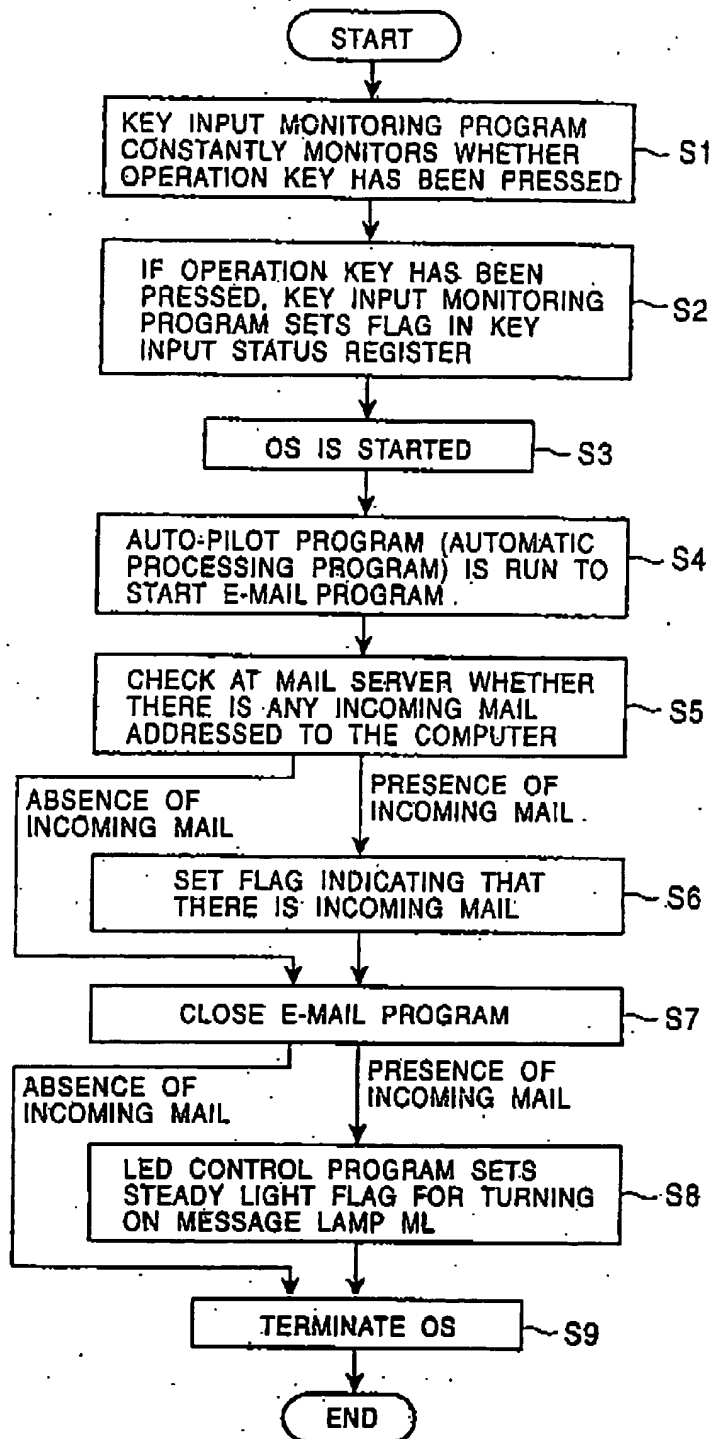 START
KEY INPUT MONITORING PROGRAM
CONSTANTLY MONITORS WHETHER
OPERATION KEY HAS BEEN PRESSED
S1
IF OPERATION KEY HAS BEEN
PRESSED, KEY INPUT MONITORING
PROGRAM SETS FLAG IN KEY
INPUT STATUS REGISTER
S2
OS IS STARTED
S3
AUTO-PILOT PROGRAM (AUTOMATIC
PROCESSING PROGRAM) IS RUN TO
START E-MAIL PROGRAM
S4
CHECK AT MAIL SERVER WHETHER
THERE IS ANY INCOMING MAIL
ADDRESSED TO THE COMPUTER
S5
ABSENCE OF
INCOMING MAIL
PRESENCE OF
INCOMING MAIL
SET FLAG INDICATING THAT
THERE IS INCOMING MAIL
S6
CLOSE E-MAIL PROGRAM
S7
ABSENCE OF
INCOMING MAIL
PRESENCE OF
INCOMING MAIL
LED CONTROL PROGRAM SETS
STEADY LIGHT FLAG FOR TURNING
ON MESSAGE LAMP ML
S8
TERMINATE OS
S9
END